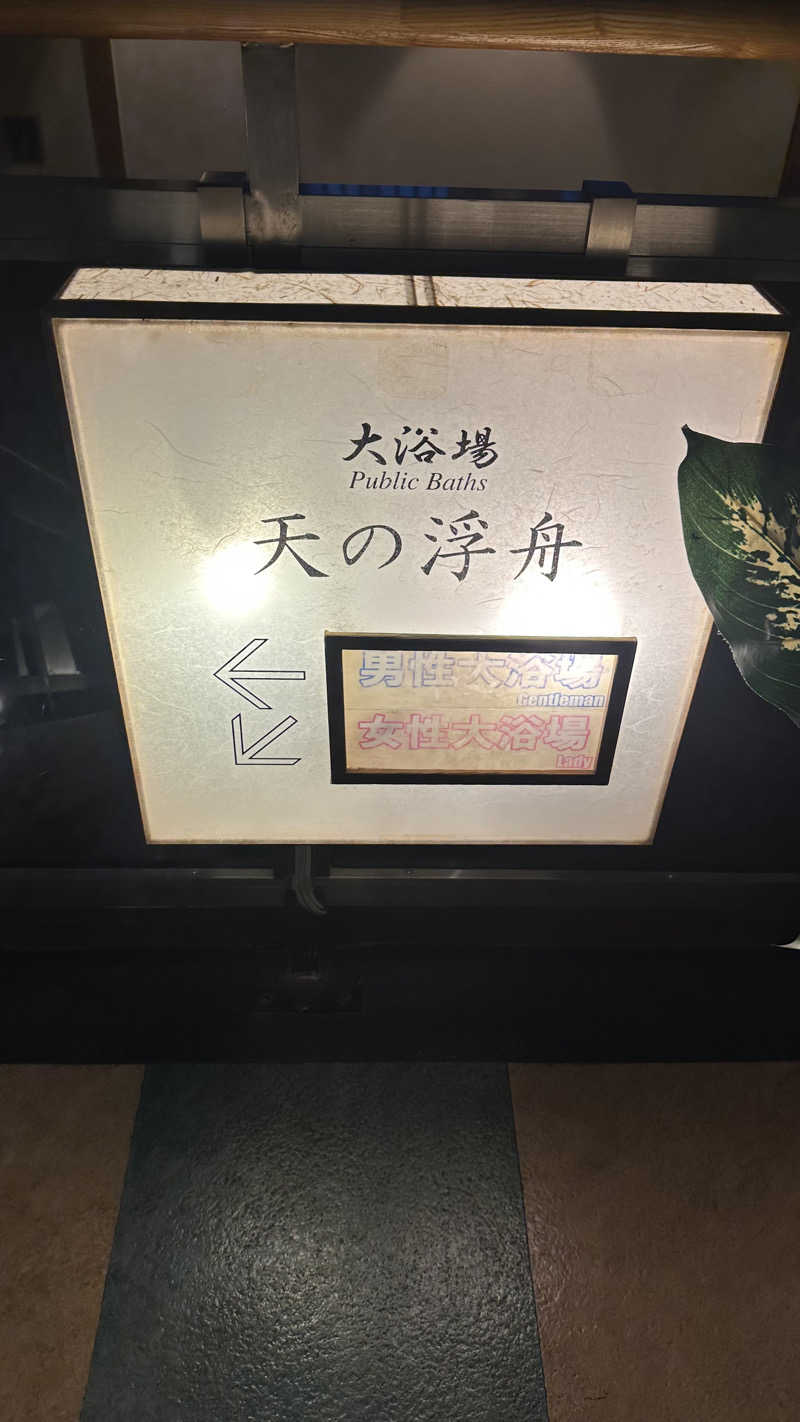 大浴場
Public Baths
天の浮舟
男性大浴場
Gentleman
女性大浴場
Lady